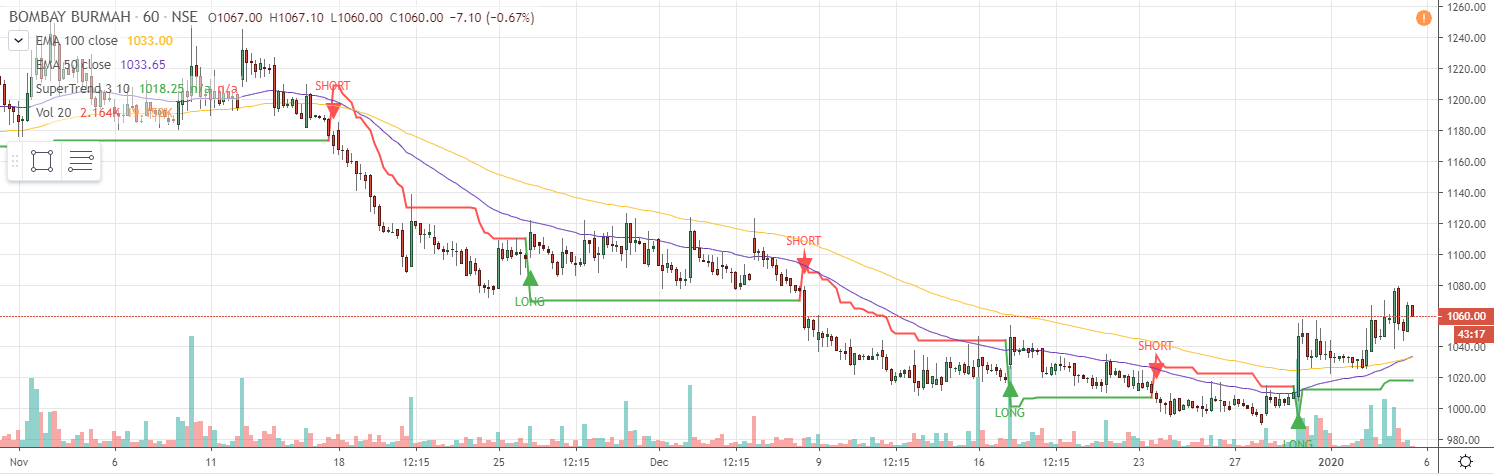 BOMBAY BURMAH · 60 · NSE O1067.00 H1067.10 L1060.00 C1060.00 −7.10 (−0.67%)
EMA 100 close 1033.00
EMA 50 close 1033.65
SuperTrend 3 10 1018.25 n/a n/a
Vol 20 2.164K
SHORT
LONG
SHORT
LONG
SHORT
LONG
1260.00
1240.00
1220.00
1200.00
1180.00
1160.00
1140.00
1120.00
1100.00
1080.00
1060.00
43:17
1040.00
1020.00
1000.00
980.00
Nov 6 11 18 12:15 25 12:15 Dec 12:15 9 12:15 16 12:15 23 27 2020 6